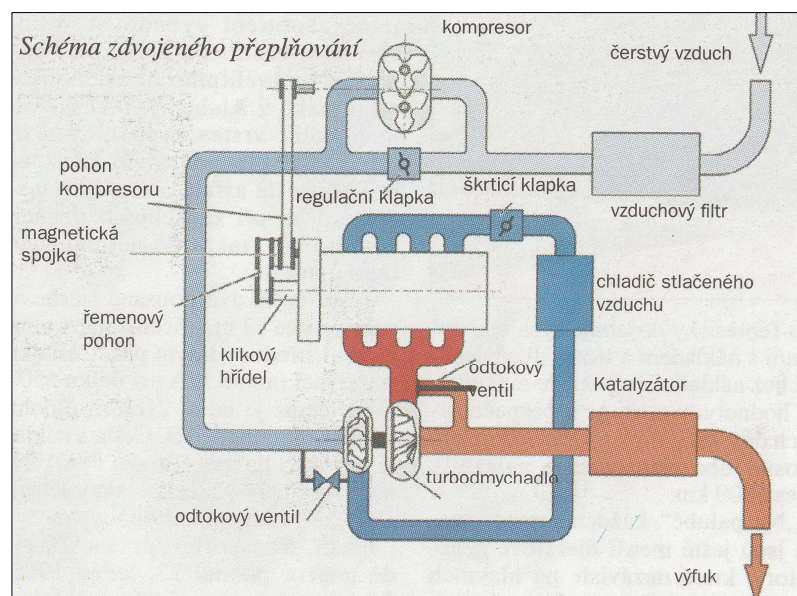 Schéma zdvojeného přeplňování
kompresor
čerstvý vzduch
pohon
kompresoru
regulační klapka
škrticí klapka
vzduchový filtr
magnetická
spojka
chladič stlačeného
vzduchu
řemenový
pohon
klikový
hřídel
odtokový
ventil
Katalyzátor
turbodmychadlo
odtokový ventil
výfuk